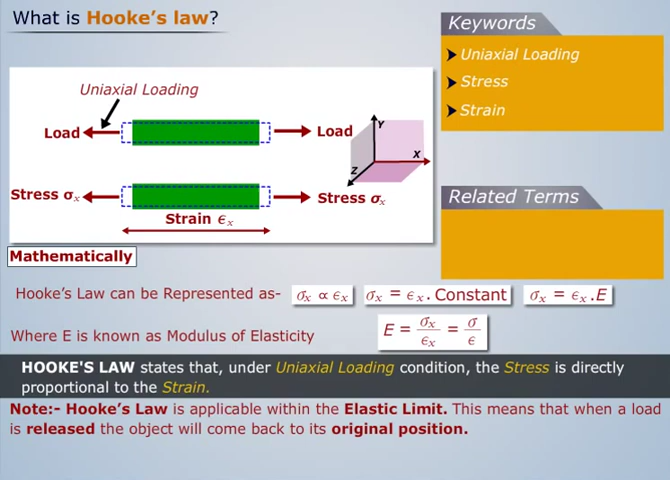 What is Hooke's law?
Keywords
Uniaxial Loading
Stress
Strain
Uniaxial Loading
Load
Load
Y
X
Z
Stress σₓ
Stress σₓ
Strain ϵₓ
Related Terms
Mathematically
Hooke's Law can be Represented as- σₓ ∝ ϵₓ σₓ = ϵₓ . Constant σₓ = ϵₓ . E
Where E is known as Modulus of Elasticity E = σₓ/ϵₓ = σ/ϵ
HOOKE'S LAW states that, under Uniaxial Loading condition, the Stress is directly
proportional to the Strain.
Note:- Hooke's Law is applicable within the Elastic Limit. This means that when a load
is released the object will come back to its original position.